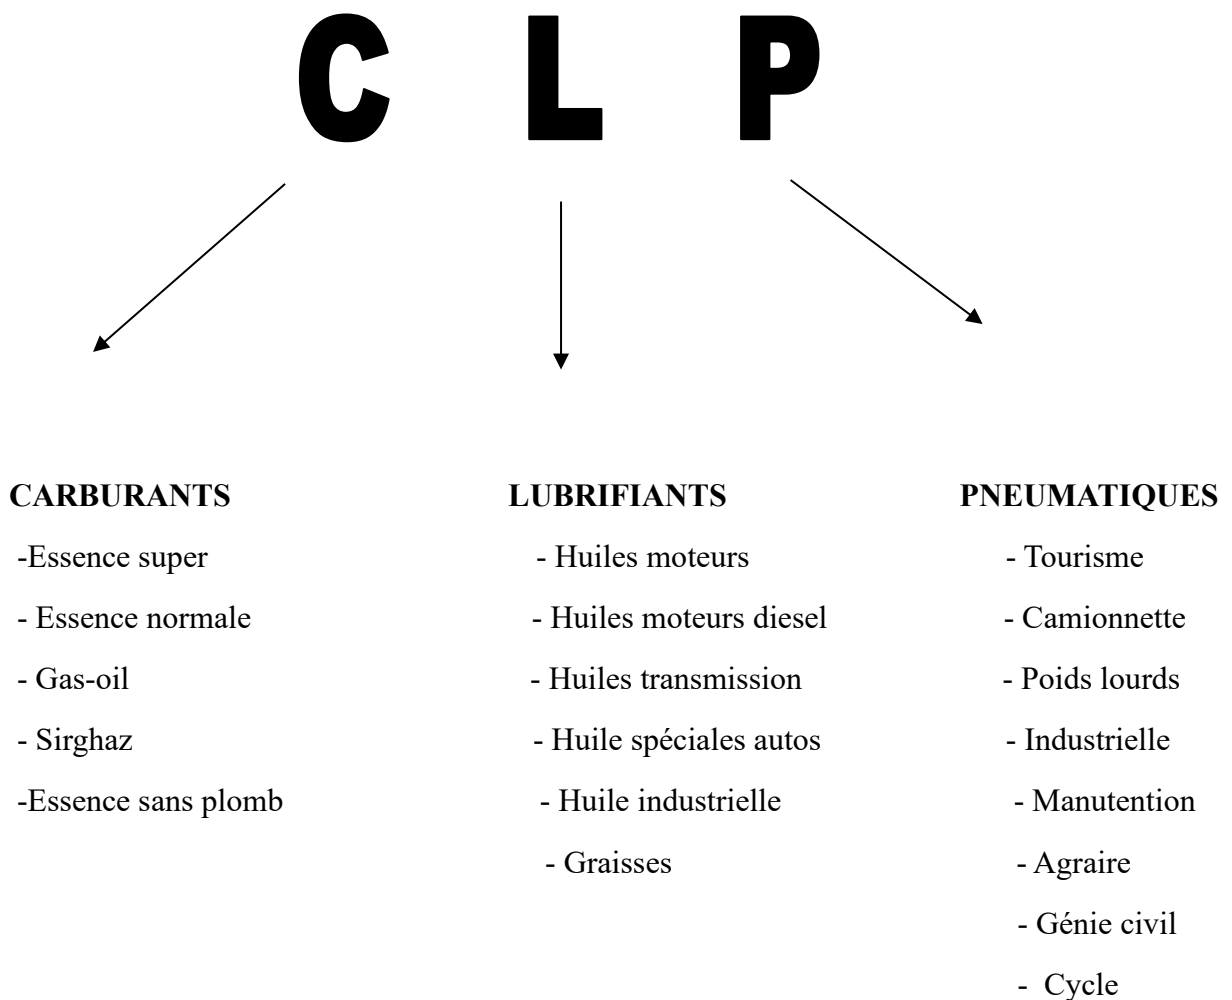 C L P
CARBURANTS
-Essence super
- Essence normale
- Gas-oil
- Sirghaz
-Essence sans plomb
LUBRIFIANTS
- Huiles moteurs
- Huiles moteurs diesel
- Huiles transmission
- Huile spéciales autos
- Huile industrielle
- Graisses
PNEUMATIQUES
- Tourisme
- Camionnette
- Poids lourds
- Industrielle
- Manutention
- Agraire
- Génie civil
- Cycle